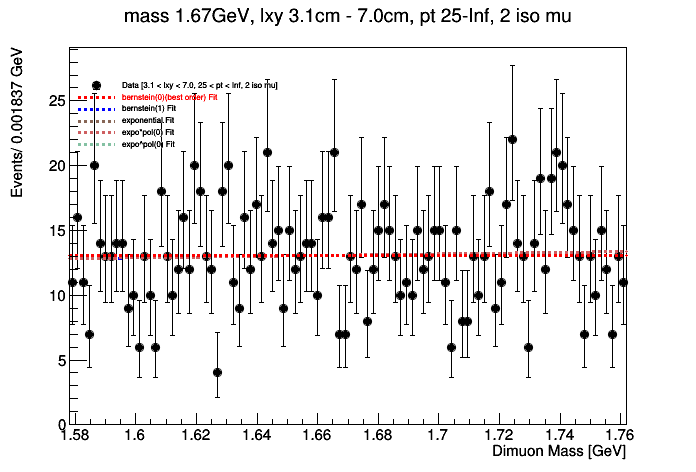 mass 1.67GeV, lxy 3.1cm - 7.0cm, pt 25-Inf, 2 iso mu
Events/ 0.001837 GeV
Data [3.1 < lxy < 7.0, 25 < pt < Inf, 2 iso mu]
bernstein(0)(best order) Fit
bernstein(1) Fit
exponential Fit
expo*pol(0) Fit
expo*pol(0) Fit
25
20
15
10
5
0
1.58 1.6 1.62 1.64 1.66 1.68 1.7 1.72 1.74 1.76
Dimuon Mass [GeV]